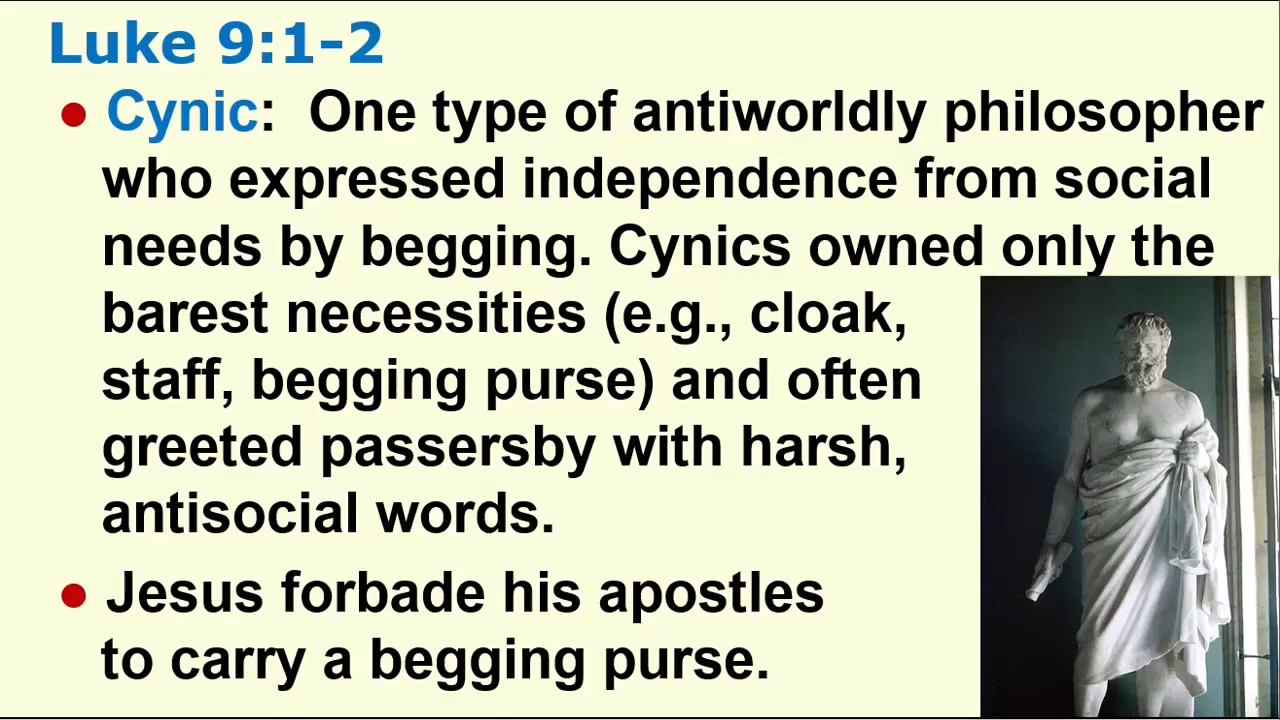 Luke 9:1-2
● Cynic: One type of antiworldly philosopher
who expressed independence from social
needs by begging. Cynics owned only the
barest necessities (e.g., cloak,
staff, begging purse) and often
greeted passersby with harsh,
antisocial words.
● Jesus forbade his apostles
to carry a begging purse.